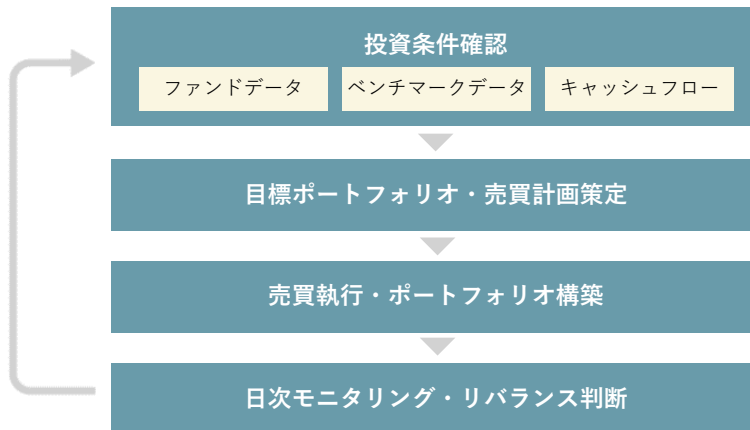 投資条件確認
ファンドデータ ベンチマークデータ キャッシュフロー
目標ポートフォリオ・売買計画策定
売買執行・ポートフォリオ構築
日次モニタリング・リバランス判断